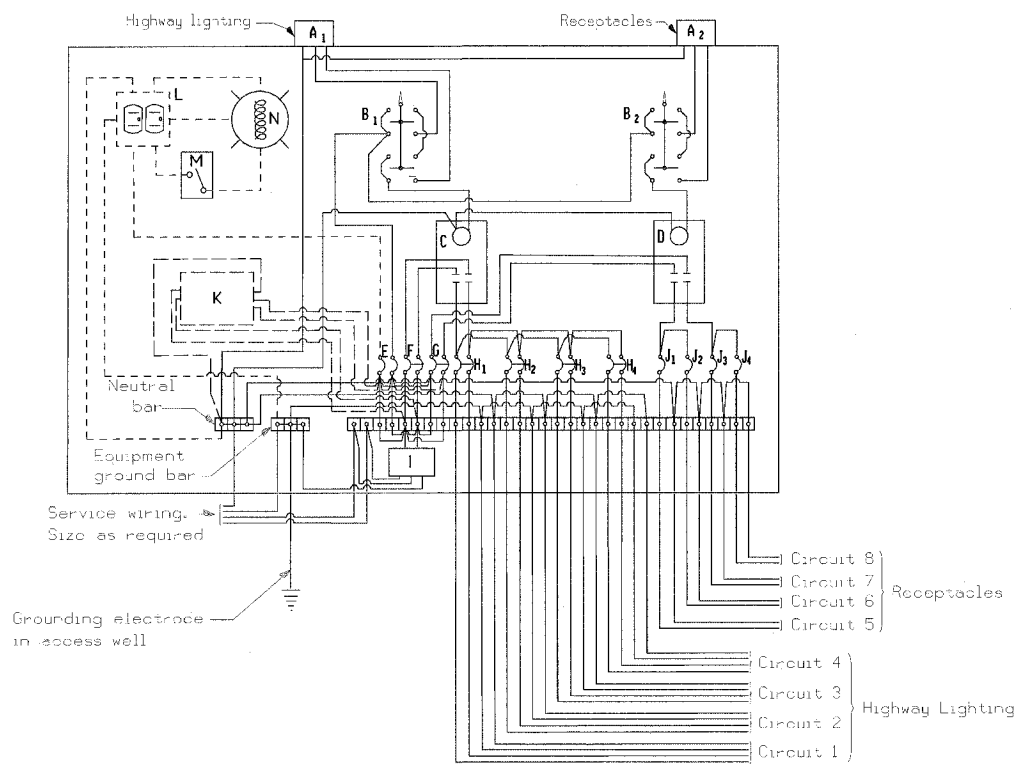 Highway lighting
A1
Receptacles
A2
L
N
M
B1
B2
C
D
K
E
F
G
H1
H2
H3
H4
J1
J2
J3
J4
Neutral
bar
Equipment
ground bar
I
Service wiring.
Size as required
Grounding electrode
in access well
Circuit 8
Circuit 7
Circuit 6
Circuit 5
Receptacles
Circuit 4
Circuit 3
Circuit 2
Circuit 1
Highway Lighting